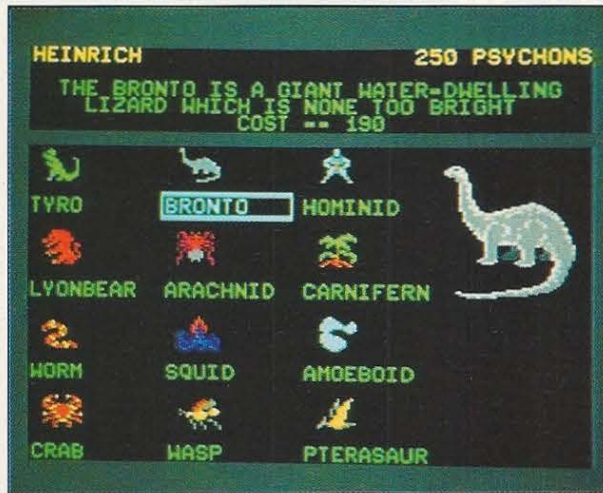 HEINRICH 250 PSYCHONS
THE BRONTO IS A GIANT WATER-DWELLING
LIZARD WHICH IS NONE TOO BRIGHT
COST -- 190
TYRO BRONTO HOMINID
LYONBEAR ARACHNID CARNIFERN
WORM SQUID AMOEBOID
CRAB WASP PTERASAUR